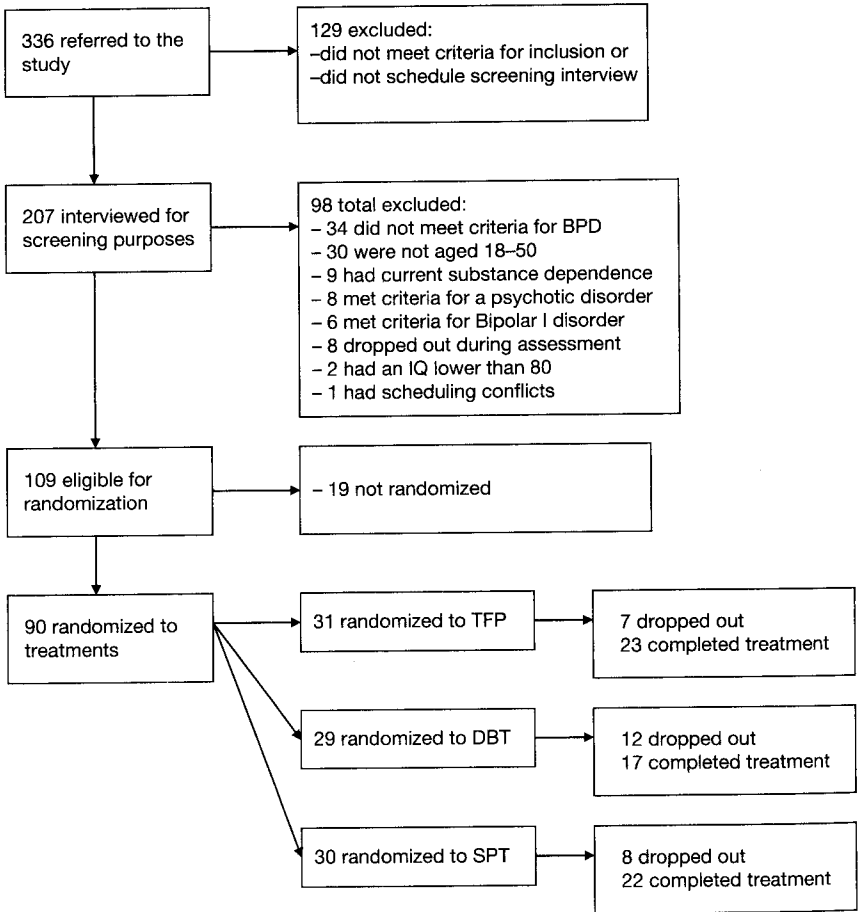 336 referred to the
study
129 excluded:
–did not meet criteria for inclusion or
–did not schedule screening interview
207 interviewed for
screening purposes
98 total excluded:
– 34 did not meet criteria for BPD
– 30 were not aged 18–50
– 9 had current substance dependence
– 8 met criteria for a psychotic disorder
– 6 met criteria for Bipolar I disorder
– 8 dropped out during assessment
– 2 had an IQ lower than 80
– 1 had scheduling conflicts
109 eligible for
randomization
– 19 not randomized
90 randomized to
treatments
31 randomized to TFP
7 dropped out
23 completed treatment
29 randomized to DBT
12 dropped out
17 completed treatment
30 randomized to SPT
8 dropped out
22 completed treatment